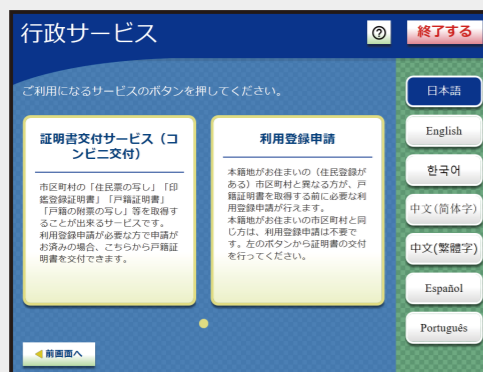 行政サービス
?
終了する
ご利用になるサービスのボタンを押してください。
証明書交付サービス（コ
ンビニ交付）
市区町村の「住民票の写し」「印
鑑登録証明書」「戸籍証明書」
「戸籍の附票の写し」等を取得す
ることが出来るサービスです。
利用登録申請が必要な方で申請が
お済みの場合、こちらから戸籍証
明書を交付できます。
利用登録申請
本籍地がお住まいの（住民登録が
ある）市区町村と異なる方が、戸
籍証明書を取得する前に必要な利
用登録申請が行えます。
本籍地がお住まいの市区町村と同
じ方は、利用登録申請は不要で
す。左のボタンから証明書の交付
を行ってください。
日本語
English
한국어
中文(简体字)
中文(繁體字)
Español
Português
前画面へ